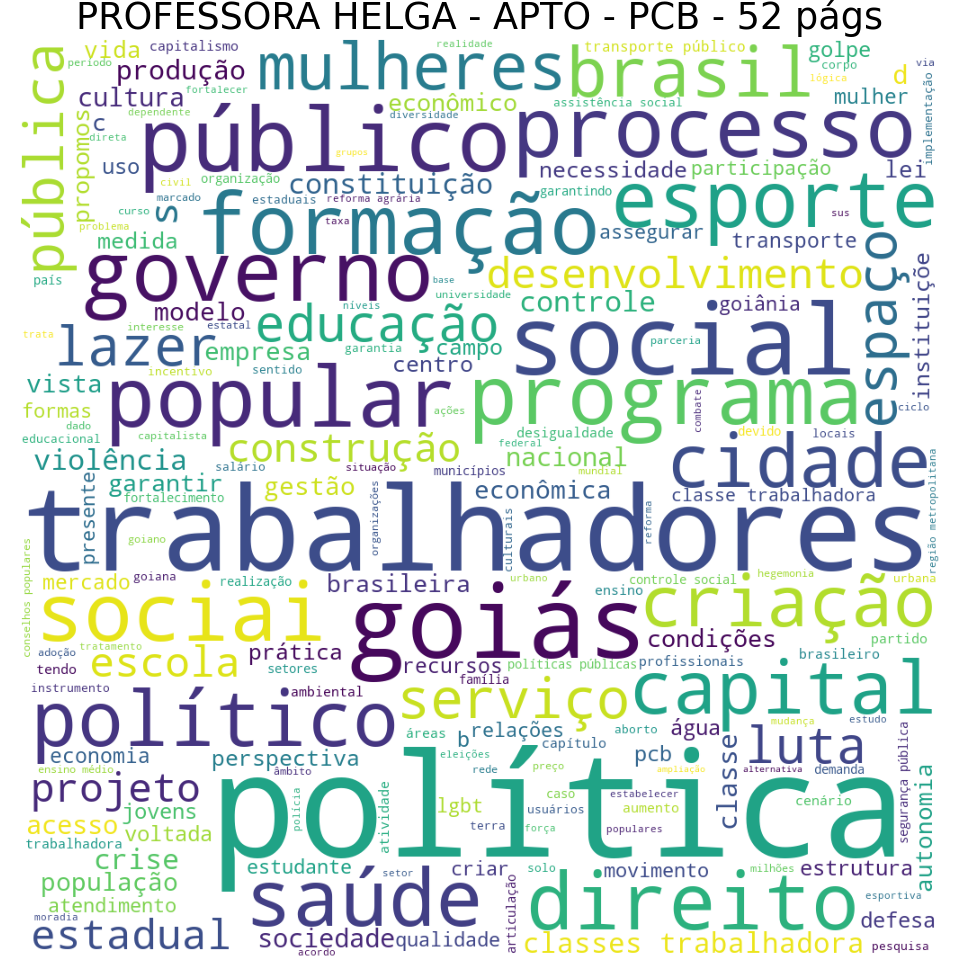 PROFESSORA HELGA - APTO - PCB - 52 págs
vida capitalismo realidade transporte público golpe
período produção mulheres brasil corpo d via
pública cultura fortalecer econômico assistência social lógica mulher implementação
c dependente público diversidade processo
propomos direta uso grupos necessidade participação lei
civil organização constituição garantindo
s marcado estaduais reforma agrária esporte sus
curso problema medida formação taxa assegurar transporte
país governo base desenvolvimento espaço instituiçõe
modelo níveis universidade controle goiânia
trata interesse estatal educação social
lazer empresa garantia campo parceria
vista incentivo sentido centro
formas popular ações programa combate ciclo
dado educacional capitalista desigualdade devido locais
violência construção federal nacional cidade
salário situação municípios mundial
presente garantir fortalecimento gestão econômica classe trabalhadora
goiano trabalhadores organizações culturais reforma região metropolitana
conselhos populares mercado goiana realização brasileira urbano ensino controle social hegemonia urbana
sociai goiás criação
adoção tratamento prática condições partido
tendo escola setores recursos políticas públicas profissionais brasileiro
instrumento ambiental família serviço capital
político áreas b relações aborto água mudança estudo
economia perspectiva eleições capítulo pcb classe luta segurança pública
ensino médio âmbito rede preço ampliação alternativa demanda
projeto política caso estabelecer cenário autonomia
jovens polícia atividade lgbt usuários aumento
acesso voltada terra força populares
trabalhadora crise estudante setor criar solo movimento milhões estrutura
população saúde direito esportiva
atendimento articulação defesa
moradia estadual sociedade qualidade classes trabalhadora pesquisa
acordo